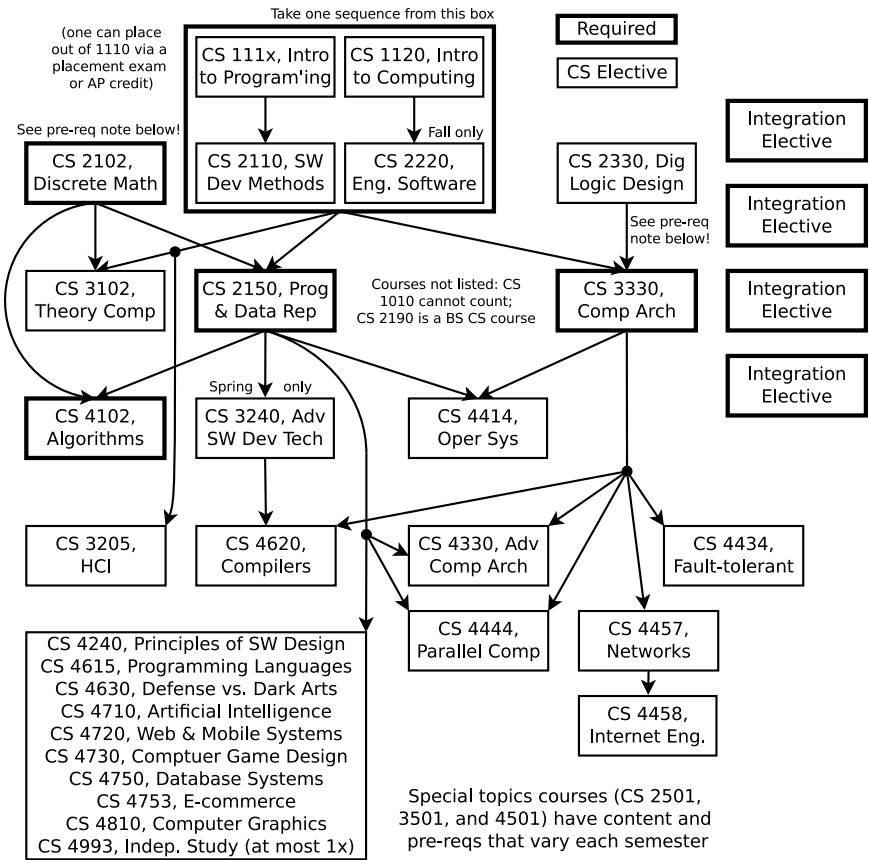 Take one sequence from this box
(one can place
out of 1110 via a
placement exam
or AP credit)
CS 111x, Intro
to Program'ing
CS 1120, Intro
to Computing
Required
CS Elective
Integration
Elective
See pre-req note below!
Fall only
CS 2102,
Discrete Math
CS 2110, SW
Dev Methods
CS 2220,
Eng. Software
CS 2330, Dig
Logic Design
Integration
Elective
See pre-req
note below!
CS 3102,
Theory Comp
CS 2150, Prog
& Data Rep
Courses not listed: CS
1010 cannot count;
CS 2190 is a BS CS course
CS 3330,
Comp Arch
Integration
Elective
Integration
Elective
Spring only
CS 4102,
Algorithms
CS 3240, Adv
SW Dev Tech
CS 4414,
Oper Sys
CS 3205,
HCI
CS 4620,
Compilers
CS 4330, Adv
Comp Arch
CS 4434,
Fault-tolerant
CS 4444,
Parallel Comp
CS 4457,
Networks
CS 4458,
Internet Eng.
CS 4240, Principles of SW Design
CS 4615, Programming Languages
CS 4630, Defense vs. Dark Arts
CS 4710, Artificial Intelligence
CS 4720, Web & Mobile Systems
CS 4730, Comptuer Game Design
CS 4750, Database Systems
CS 4753, E-commerce
CS 4810, Computer Graphics
CS 4993, Indep. Study (at most 1x)
Special topics courses (CS 2501,
3501, and 4501) have content and
pre-reqs that vary each semester